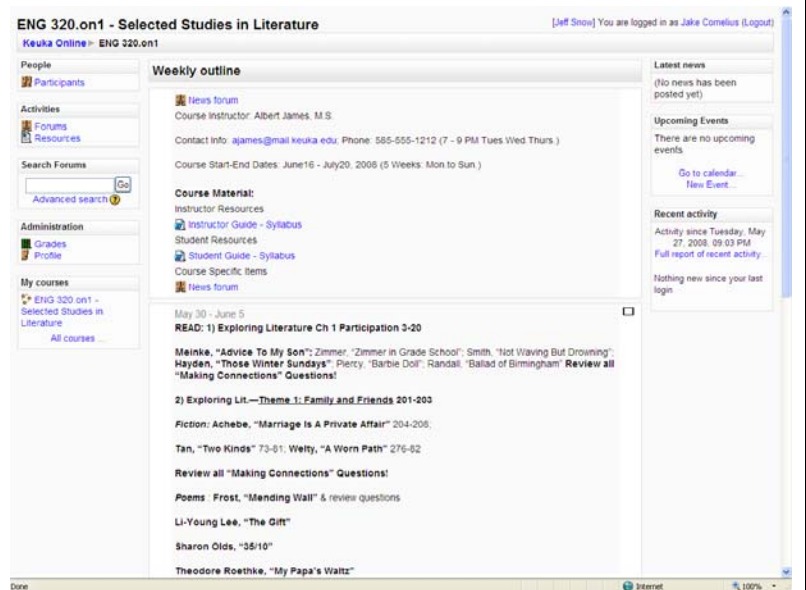 ENG 320.on1 - Selected Studies in Literature
[Jeff Snow] You are logged in as Jake Cornelius (Logout)
Keuka Online ► ENG 320.on1
People
Participants
Activities
Forums
Resources
Search Forums
Go
Advanced search ?
Administration
Grades
Profile
My courses
ENG 320 on1 -
Selected Studies in
Literature
All courses ...
Weekly outline
News forum
Course Instructor: Albert James, M.S.
Contact Info: ajames@mail.keuka.edu; Phone: 585-555-1212 (7 - 9 PM Tues.Wed.Thurs.)
Course Start-End Dates: June16 - July20, 2008 (5 Weeks: Mon.to Sun.)
Course Material:
Instructor Resources
Instructor Guide - Syllabus
Student Resources
Student Guide - Syllabus
Course Specific Items
News forum
May 30 - June 5
READ: 1) Exploring Literature Ch 1 Participation 3-20
Meinke, "Advice To My Son"; Zimmer, "Zimmer in Grade School"; Smith, "Not Waving But Drowning";
Hayden, "Those Winter Sundays"; Piercy, "Barbie Doll"; Randall, "Ballad of Birmingham" Review all
"Making Connections" Questions!
2) Exploring Lit.—Theme 1: Family and Friends 201-203
Fiction: Achebe, "Marriage Is A Private Affair" 204-208;
Tan, "Two Kinds" 73-81; Welty, "A Worn Path" 276-82
Review all "Making Connections" Questions!
Poems : Frost, "Mending Wall" & review questions
Li-Young Lee, "The Gift"
Sharon Olds, "35/10"
Theodore Roethke, "My Papa's Waltz"
Latest news
(No news has been
posted yet)
Upcoming Events
There are no upcoming
events
Go to calendar...
New Event...
Recent activity
Activity since Tuesday, May
27, 2008, 09:03 PM
Full report of recent activity...
Nothing new since your last
login
Done
Internet
100%